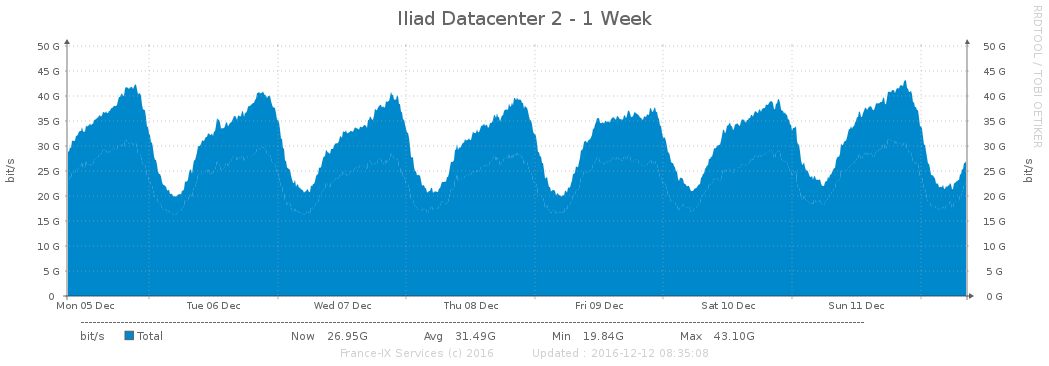 Iliad Datacenter 2 - 1 Week
RRDTOOL / TOBI OETIKER
50 G 50 G
45 G 45 G
40 G 40 G
35 G 35 G
30 G 30 G
25 G 25 G
20 G 20 G
15 G 15 G
10 G 10 G
5 G 5 G
0 0 G
bit/s
bit/s
Mon 05 Dec Tue 06 Dec Wed 07 Dec Thu 08 Dec Fri 09 Dec Sat 10 Dec Sun 11 Dec
bit/s Total Now 26.95G Avg 31.49G Min 19.84G Max 43.10G
France-IX Services (c) 2016 Updated : 2016-12-12 08:35:08